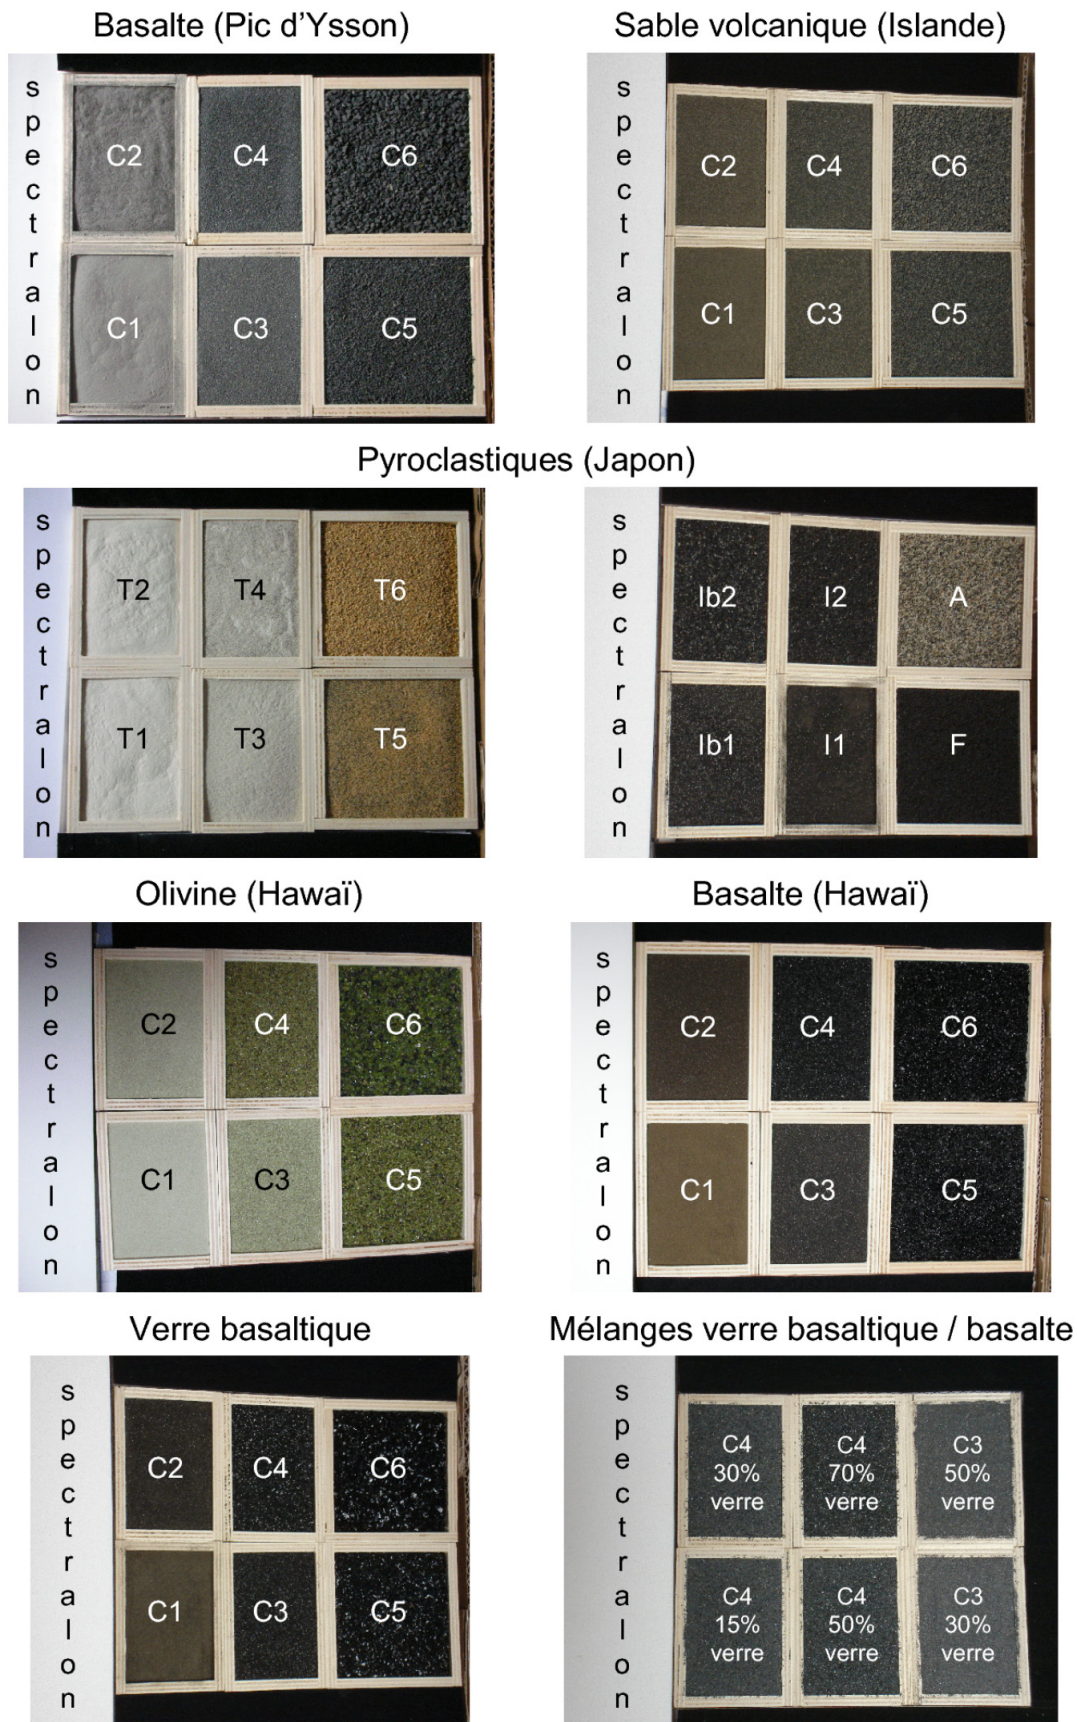 Basalte (Pic d'Ysson)
spectralon
C2 C4 C6
C1 C3 C5
Sable volcanique (Islande)
spectralon
C2 C4 C6
C1 C3 C5
Pyroclastiques (Japon)
spectralon
T2 T4 T6
T1 T3 T5
spectralon
Ib2 I2 A
Ib1 I1 F
Olivine (Hawaï)
spectralon
C2 C4 C6
C1 C3 C5
Basalte (Hawaï)
spectralon
C2 C4 C6
C1 C3 C5
Verre basaltique
spectralon
C2 C4 C6
C1 C3 C5
Mélanges verre basaltique / basalte
spectralon
C4 30% verre
C4 70% verre
C3 50% verre
C4 15% verre
C4 50% verre
C3 30% verre